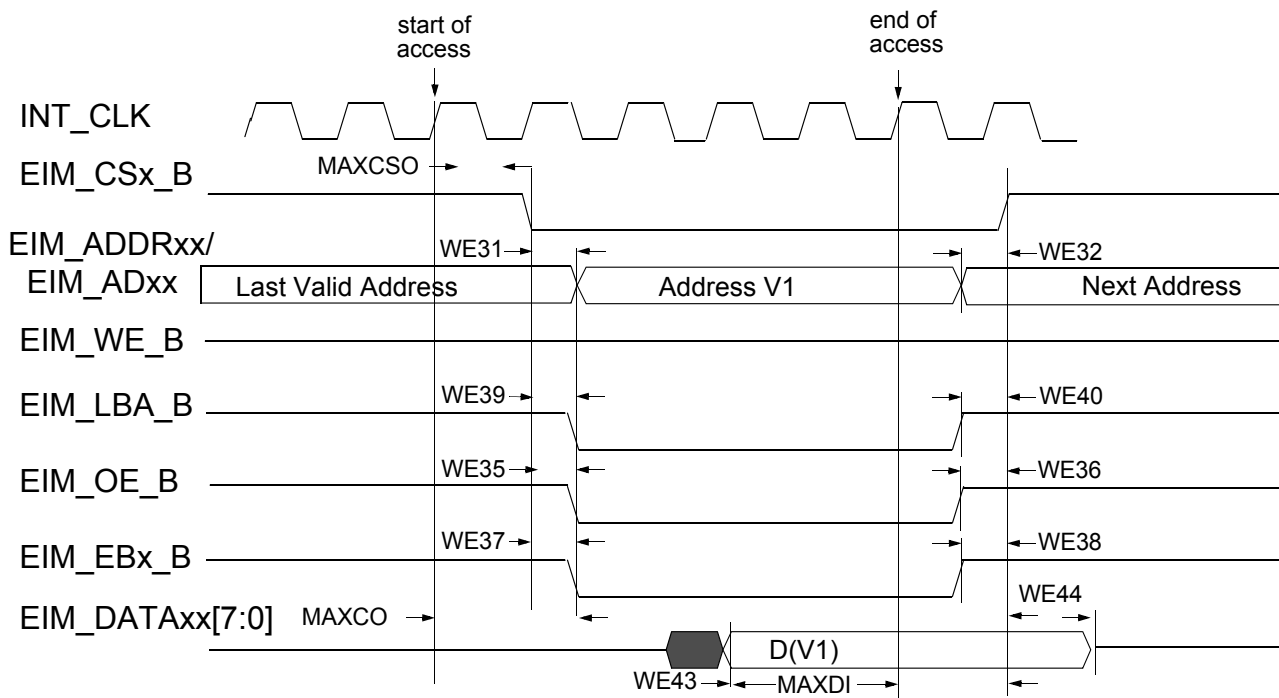 start of
access
end of
access
INT_CLK
MAXCSO
EIM_CSx_B
EIM_ADDRxx/
EIM_ADxx
WE31
WE32
Last Valid Address
Address V1
Next Address
EIM_WE_B
WE39
WE40
EIM_LBA_B
WE35
WE36
EIM_OE_B
WE37
WE38
EIM_EBx_B
WE44
EIM_DATAxx[7:0]
MAXCO
D(V1)
WE43
MAXDI